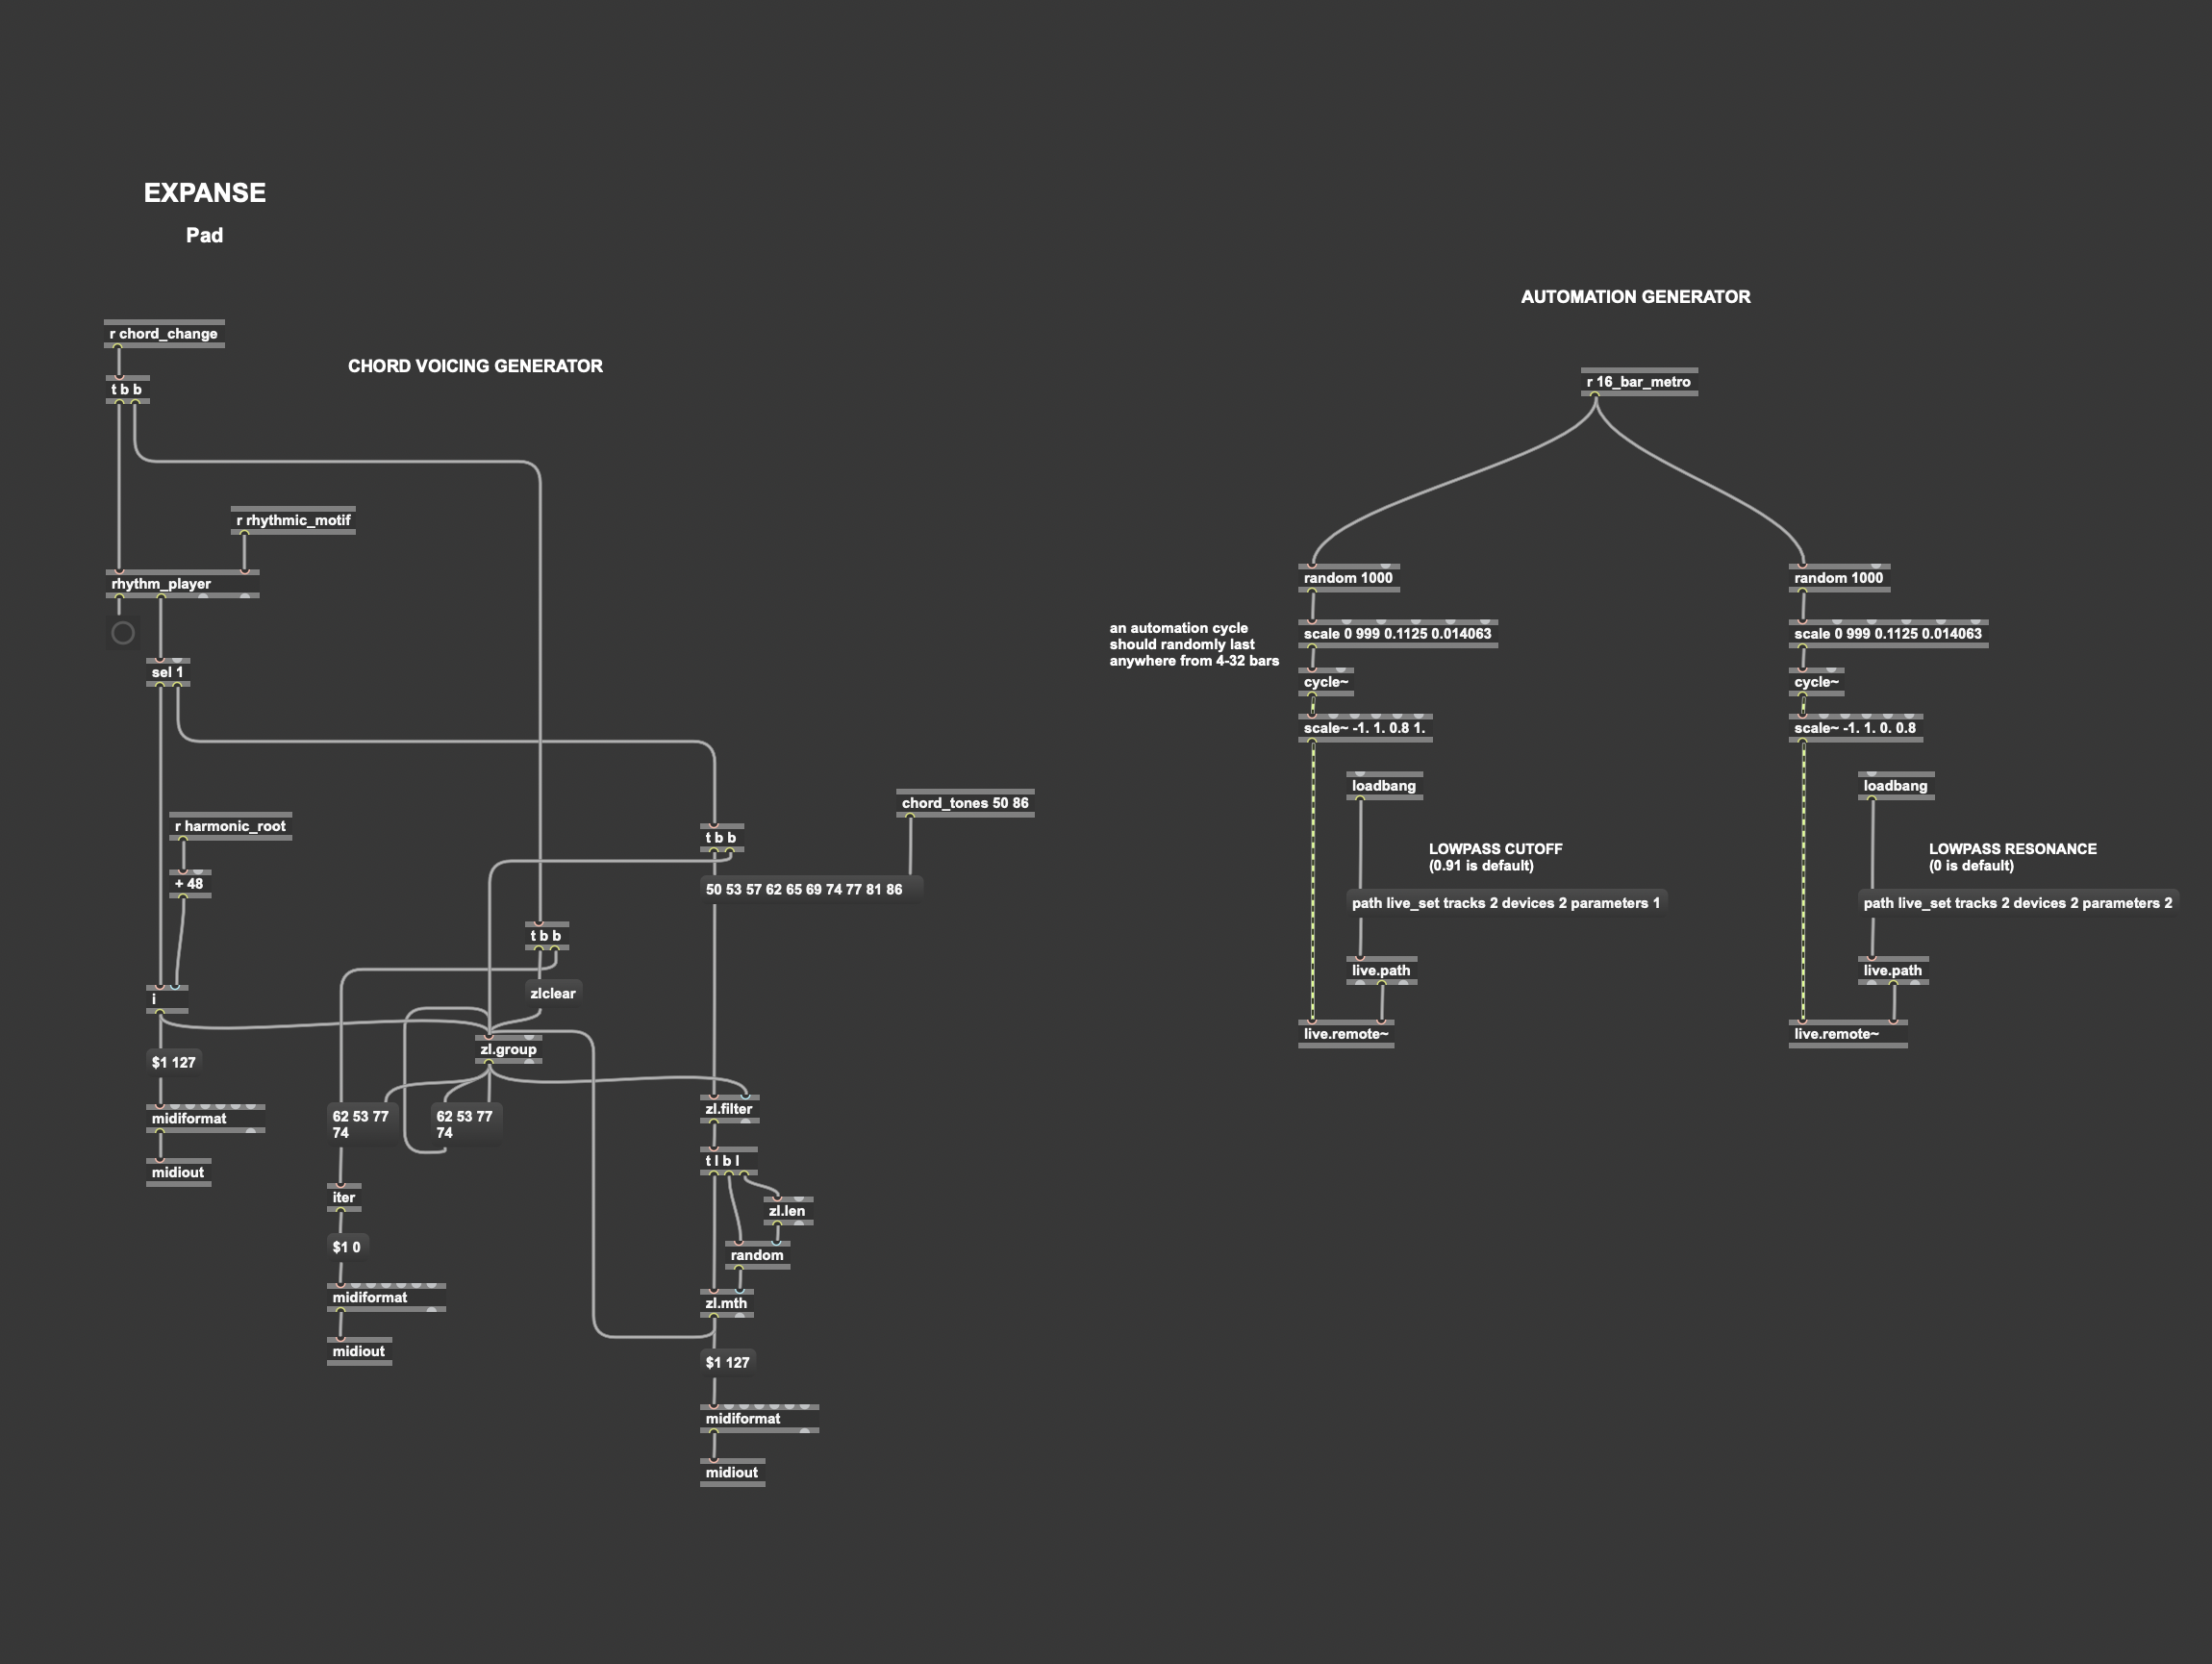 EXPANSE
Pad
r chord_change
CHORD VOICING GENERATOR
t b b
r rhythmic_motif
rhythm_player
sel 1
r harmonic_root
+ 48
i
$1 127
midiformat
midiout
t b b
zlclear
zl.group
62 53 77
74
62 53 77
74
iter
$1 0
midiformat
midiout
chord_tones 50 86
t b b
50 53 57 62 65 69 74 77 81 86
zl.filter
t l b l
zl.len
random
zl.mth
$1 127
midiformat
midiout
AUTOMATION GENERATOR
r 16_bar_metro
an automation cycle
should randomly last
anywhere from 4-32 bars
random 1000
scale 0 999 0.1125 0.014063
cycle~
scale~ -1. 1. 0.8 1.
loadbang
LOWPASS CUTOFF
(0.91 is default)
path live_set tracks 2 devices 2 parameters 1
live.path
live.remote~
random 1000
scale 0 999 0.1125 0.014063
cycle~
scale~ -1. 1. 0. 0.8
loadbang
LOWPASS RESONANCE
(0 is default)
path live_set tracks 2 devices 2 parameters 2
live.path
live.remote~